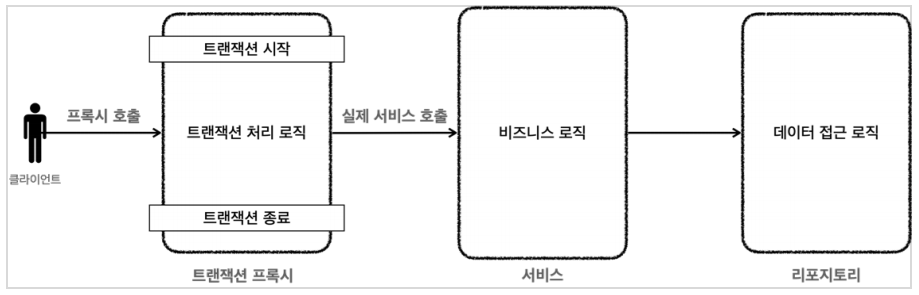 트랜잭션 시작
프록시 호출
실제 서비스 호출
트랜잭션 처리 로직
비즈니스 로직
데이터 접근 로직
클라이언트
트랜잭션 종료
트랜잭션 프록시
서비스
리포지토리